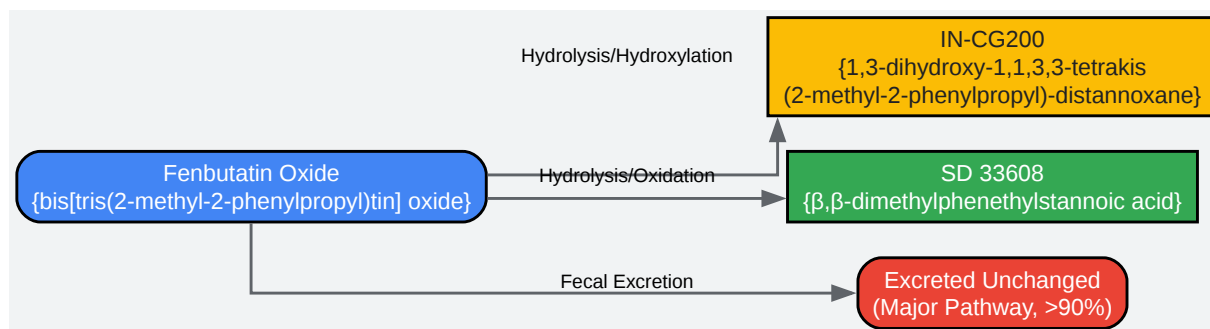 Hydrolysis/Hydroxylation
IN-CG200
{1,3-dihydroxy-1,1,3,3-tetrakis
(2-methyl-2-phenylpropyl)-distannoxane}
Fenbutatin Oxide
{bis[tris(2-methyl-2-phenylpropyl)tin] oxide}
Hydrolysis/Oxidation
SD 33608
{β,β-dimethylphenethylstannoic acid}
Fecal Excretion
Excreted Unchanged
(Major Pathway, >90%)